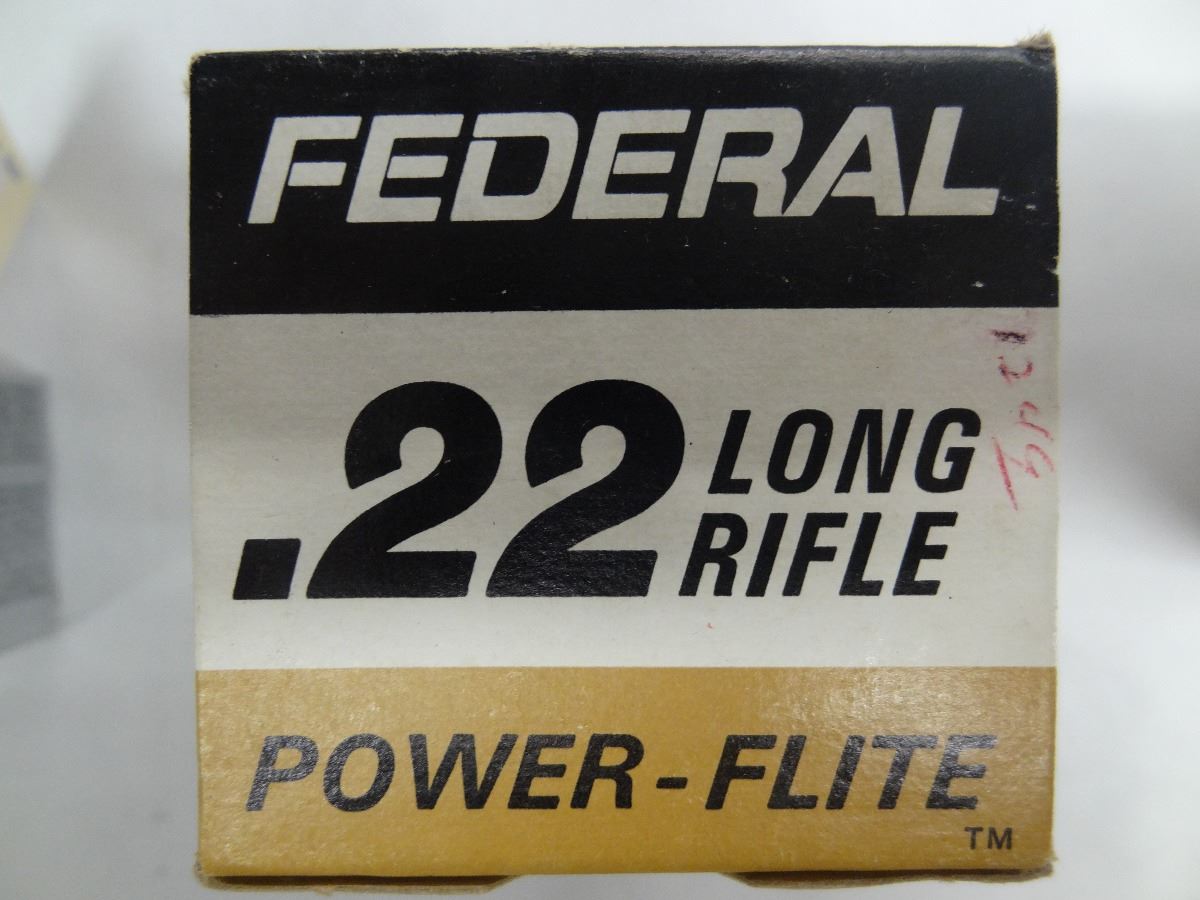 FEDERAL
.22 LONG
RIFLE
POWER-FLITE
TM